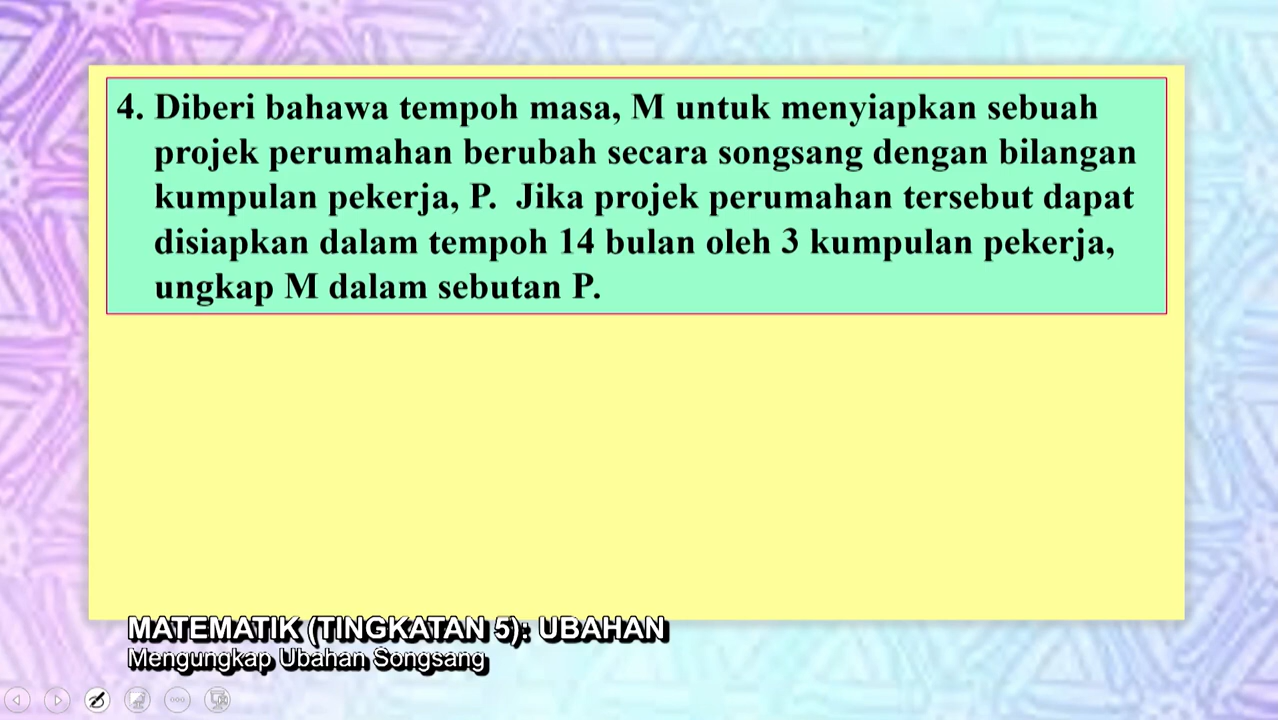 4. Diberi bahawa tempoh masa, M untuk menyiapkan sebuah
projek perumahan berubah secara songsang dengan bilangan
kumpulan pekerja, P. Jika projek perumahan tersebut dapat
disiapkan dalam tempoh 14 bulan oleh 3 kumpulan pekerja,
ungkap M dalam sebutan P.
MATEMATIK (TINGKATAN 5): UBAHAN
Mengungkap Ubahan Songsang